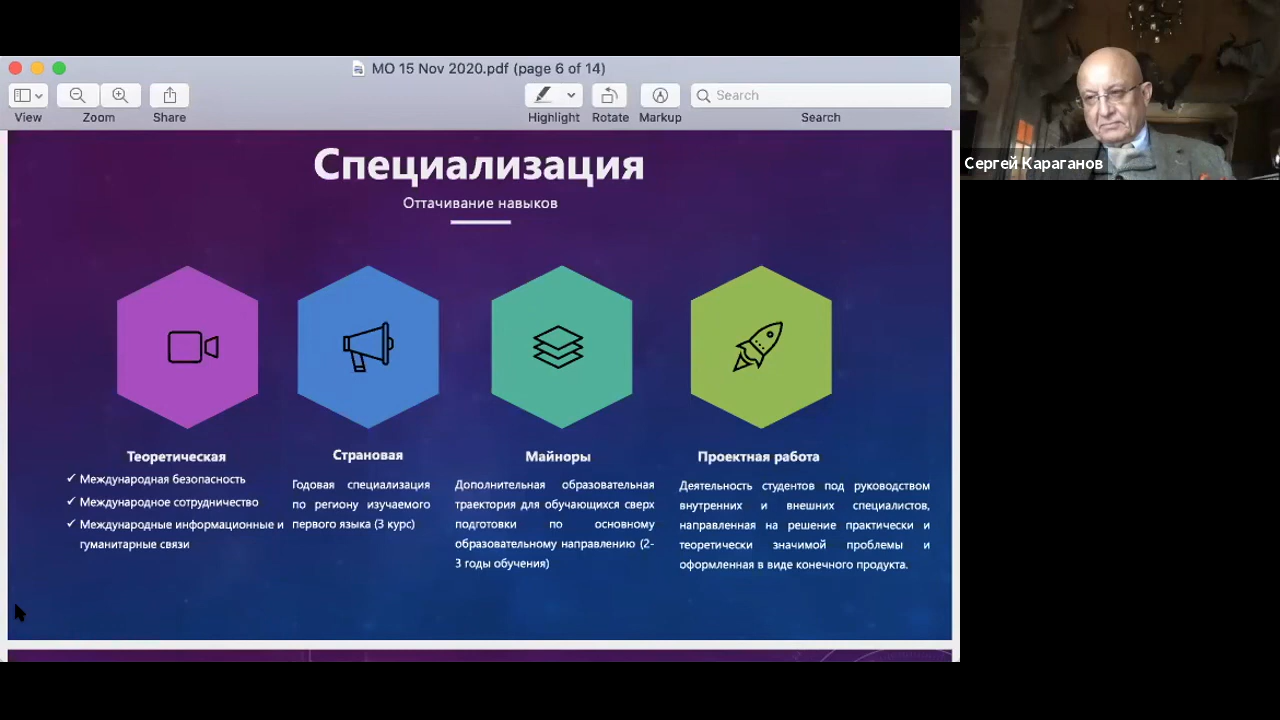 MO 15 Nov 2020.pdf (page 6 of 14)
Search
View
Zoom
Share
Highlight
Rotate
Markup
Search
Сергей Караганов
Специализация
Оттачивание навыков
Теоретическая
✓ Международная безопасность
✓ Международное сотрудничество
✓ Международные информационные и
гуманитарные связи
Страновая
Годовая специализация
по региону изучаемого
первого языка (3 курс)
Майноры
Дополнительная образовательная
траектория для обучающихся сверх
подготовки по основному
образовательному направлению (2-
3 годы обучения)
Проектная работа
Деятельность студентов под руководством
внутренних и внешних специалистов,
направленная на решение практически и
теоретически значимой проблемы и
оформленная в виде конечного продукта.